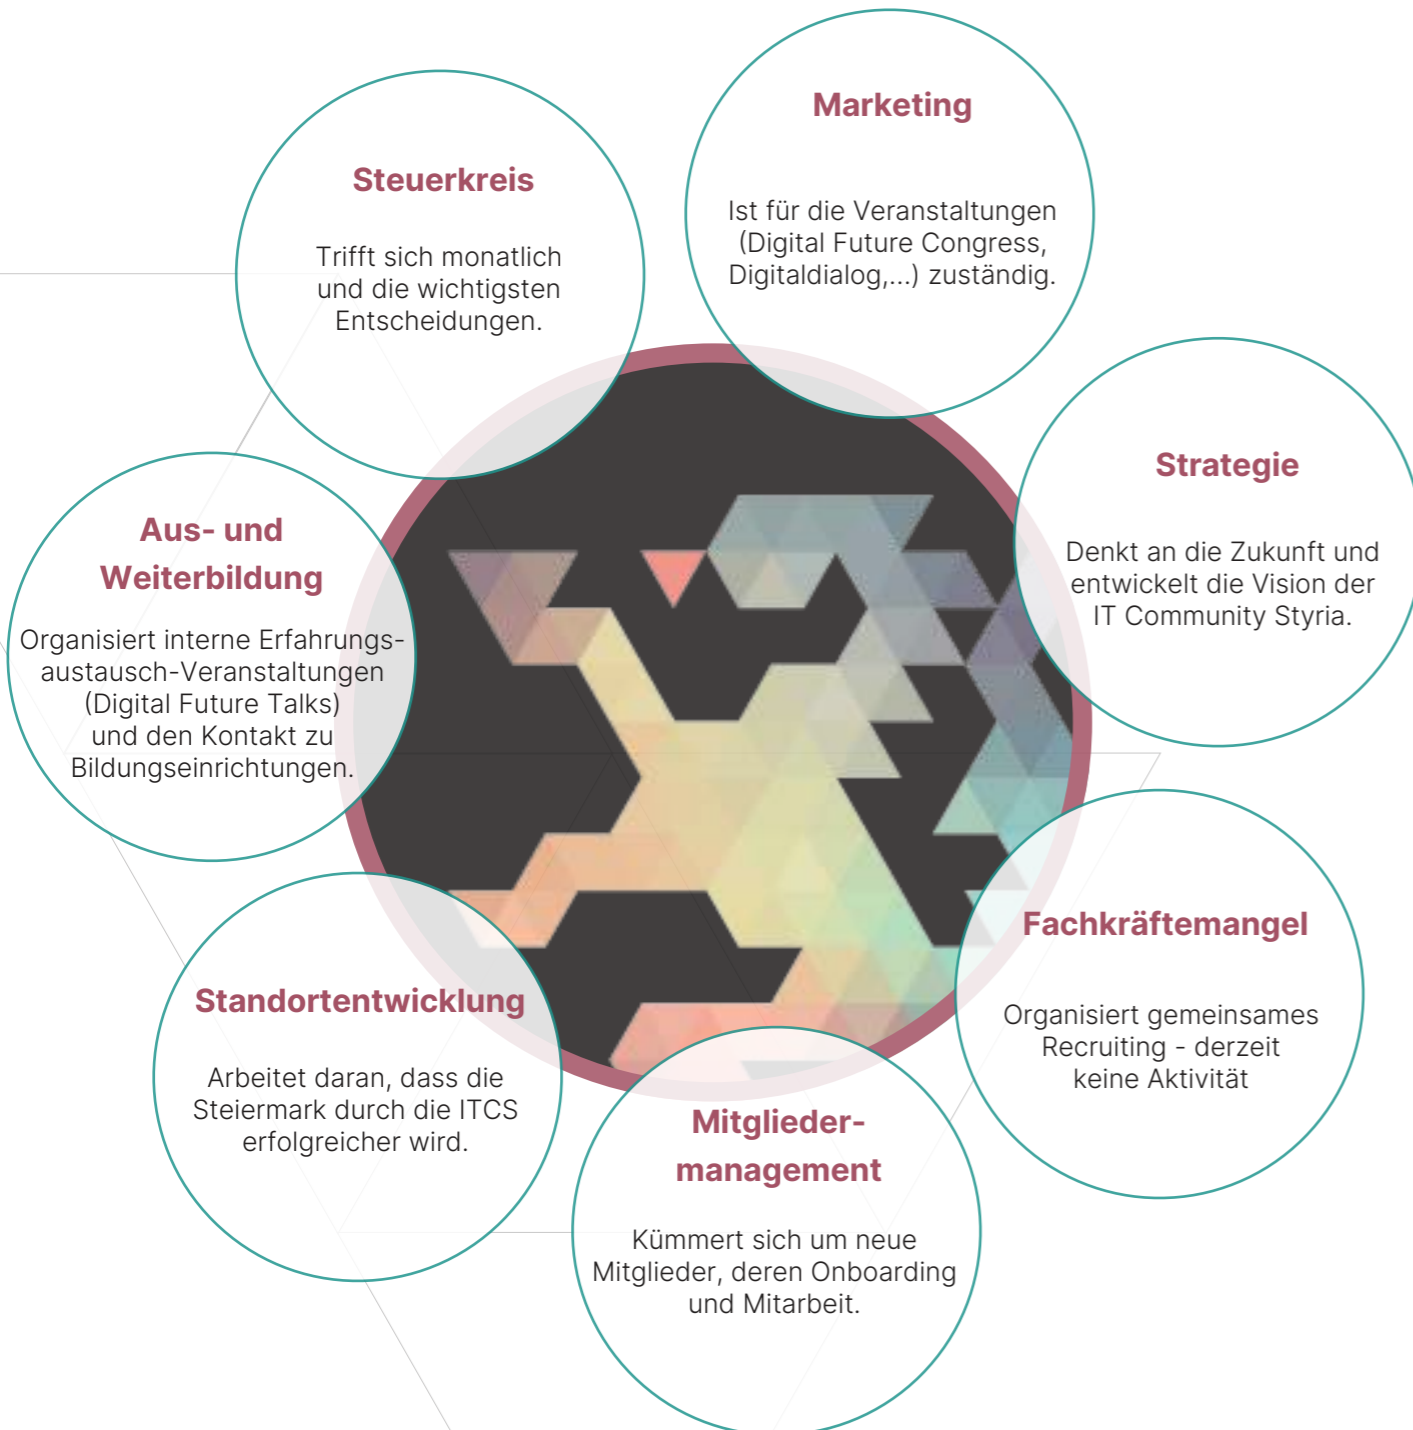 Marketing
Ist für die Veranstaltungen
(Digital Future Congress,
Digitaldialog,...) zuständig.
Steuerkreis
Trifft sich monatlich
und die wichtigsten
Entscheidungen.
Strategie
Denkt an die Zukunft und
entwickelt die Vision der
IT Community Styria.
Aus- und
Weiterbildung
Organisiert interne Erfahrungs-
austausch-Veranstaltungen
(Digital Future Talks)
und den Kontakt zu
Bildungseinrichtungen.
Fachkräftemangel
Organisiert gemeinsames
Recruiting - derzeit
keine Aktivität
Standortentwicklung
Arbeitet daran, dass die
Steiermark durch die ITCS
erfolgreicher wird.
Mitglieder-
management
Kümmert sich um neue
Mitglieder, deren Onboarding
und Mitarbeit.